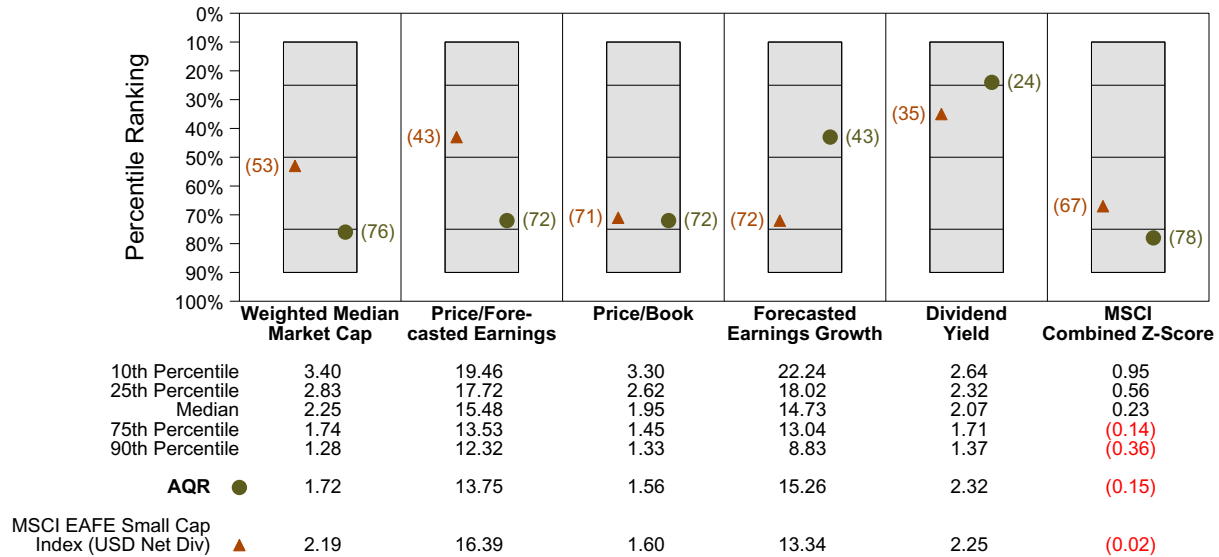 Percentile Ranking
0%
10%
20%
30%
40%
50%
60%
70%
80%
90%
100%
(53)
(76)
(43)
(72)
(71)
(72)
(72)
(43)
(35)
(24)
(67)
(78)
Weighted Median
Market Cap
Price/Fore-
casted Earnings
Price/Book
Forecasted
Earnings Growth
Dividend
Yield
MSCI
Combined Z-Score
10th Percentile 3.40 19.46 3.30 22.24 2.64 0.95
25th Percentile 2.83 17.72 2.62 18.02 2.32 0.56
Median 2.25 15.48 1.95 14.73 2.07 0.23
75th Percentile 1.74 13.53 1.45 13.04 1.71 (0.14)
90th Percentile 1.28 12.32 1.33 8.83 1.37 (0.36)
AQR 1.72 13.75 1.56 15.26 2.32 (0.15)
MSCI EAFE Small Cap
Index (USD Net Div) 2.19 16.39 1.60 13.34 2.25 (0.02)